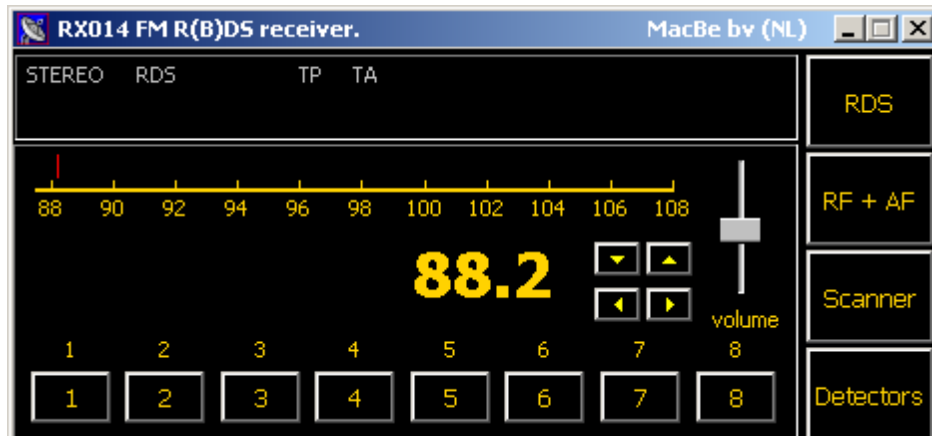 RX014 FM R(B)DS receiver. MacBe bv (NL)
STEREO RDS TP TA
RDS
88 90 92 94 96 98 100 102 104 106 108
RF + AF
88.2
Scanner
volume
1 2 3 4 5 6 7 8
1 2 3 4 5 6 7 8
Detectors